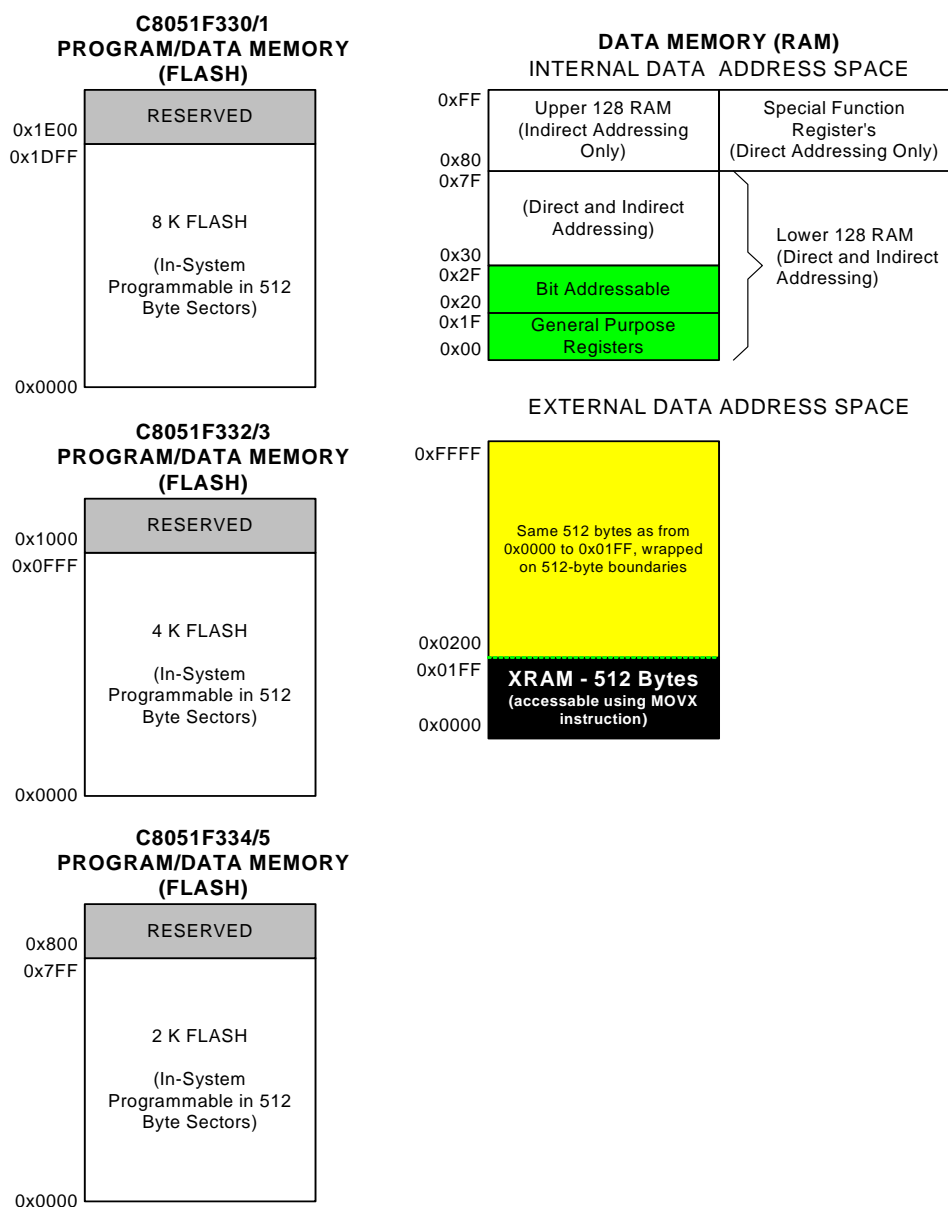 C8051F330/1
PROGRAM/DATA MEMORY
(FLASH)
RESERVED
0x1E00
0x1DFF
8 K FLASH
(In-System
Programmable in 512
Byte Sectors)
0x0000
C8051F332/3
PROGRAM/DATA MEMORY
(FLASH)
RESERVED
0x1000
0x0FFF
4 K FLASH
(In-System
Programmable in 512
Byte Sectors)
0x0000
C8051F334/5
PROGRAM/DATA MEMORY
(FLASH)
RESERVED
0x800
0x7FF
2 K FLASH
(In-System
Programmable in 512
Byte Sectors)
0x0000
DATA MEMORY (RAM)
INTERNAL DATA ADDRESS SPACE
0xFF
Upper 128 RAM
(Indirect Addressing
Only)
0x80
Special Function
Register's
(Direct Addressing Only)
0x7F
(Direct and Indirect
Addressing)
0x30
0x2F
Bit Addressable
0x20
0x1F
General Purpose
Registers
0x00
Lower 128 RAM
(Direct and Indirect
Addressing)
EXTERNAL DATA ADDRESS SPACE
0xFFFF
Same 512 bytes as from
0x0000 to 0x01FF, wrapped
on 512-byte boundaries
0x0200
0x01FF
XRAM - 512 Bytes
(accessable using MOVX
instruction)
0x0000